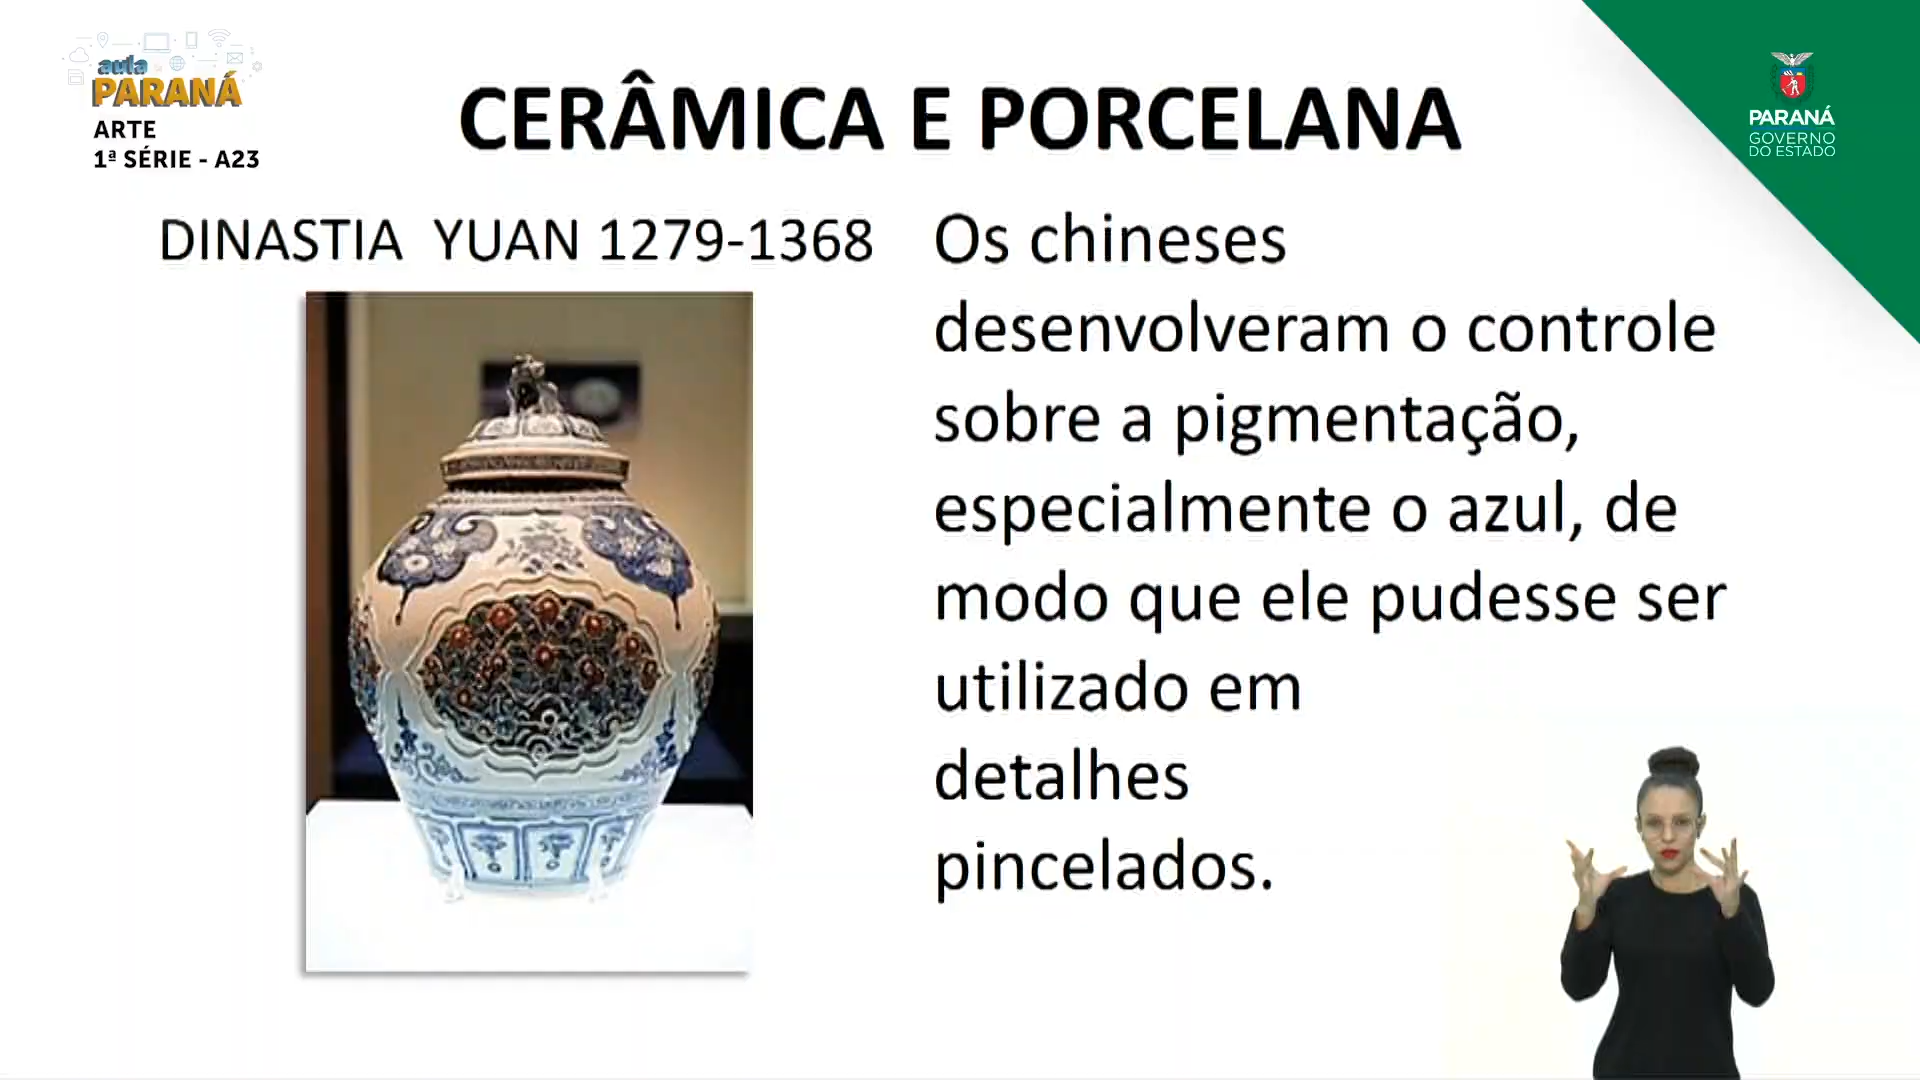 aula
PARANÁ
ARTE
1ª SÉRIE - A23
CERÂMICA E PORCELANA
PARANÁ
GOVERNO
DO ESTADO
DINASTIA YUAN 1279-1368
Os chineses
desenvolveram o controle
sobre a pigmentação,
especialmente o azul, de
modo que ele pudesse ser
utilizado em
detalhes
pincelados.